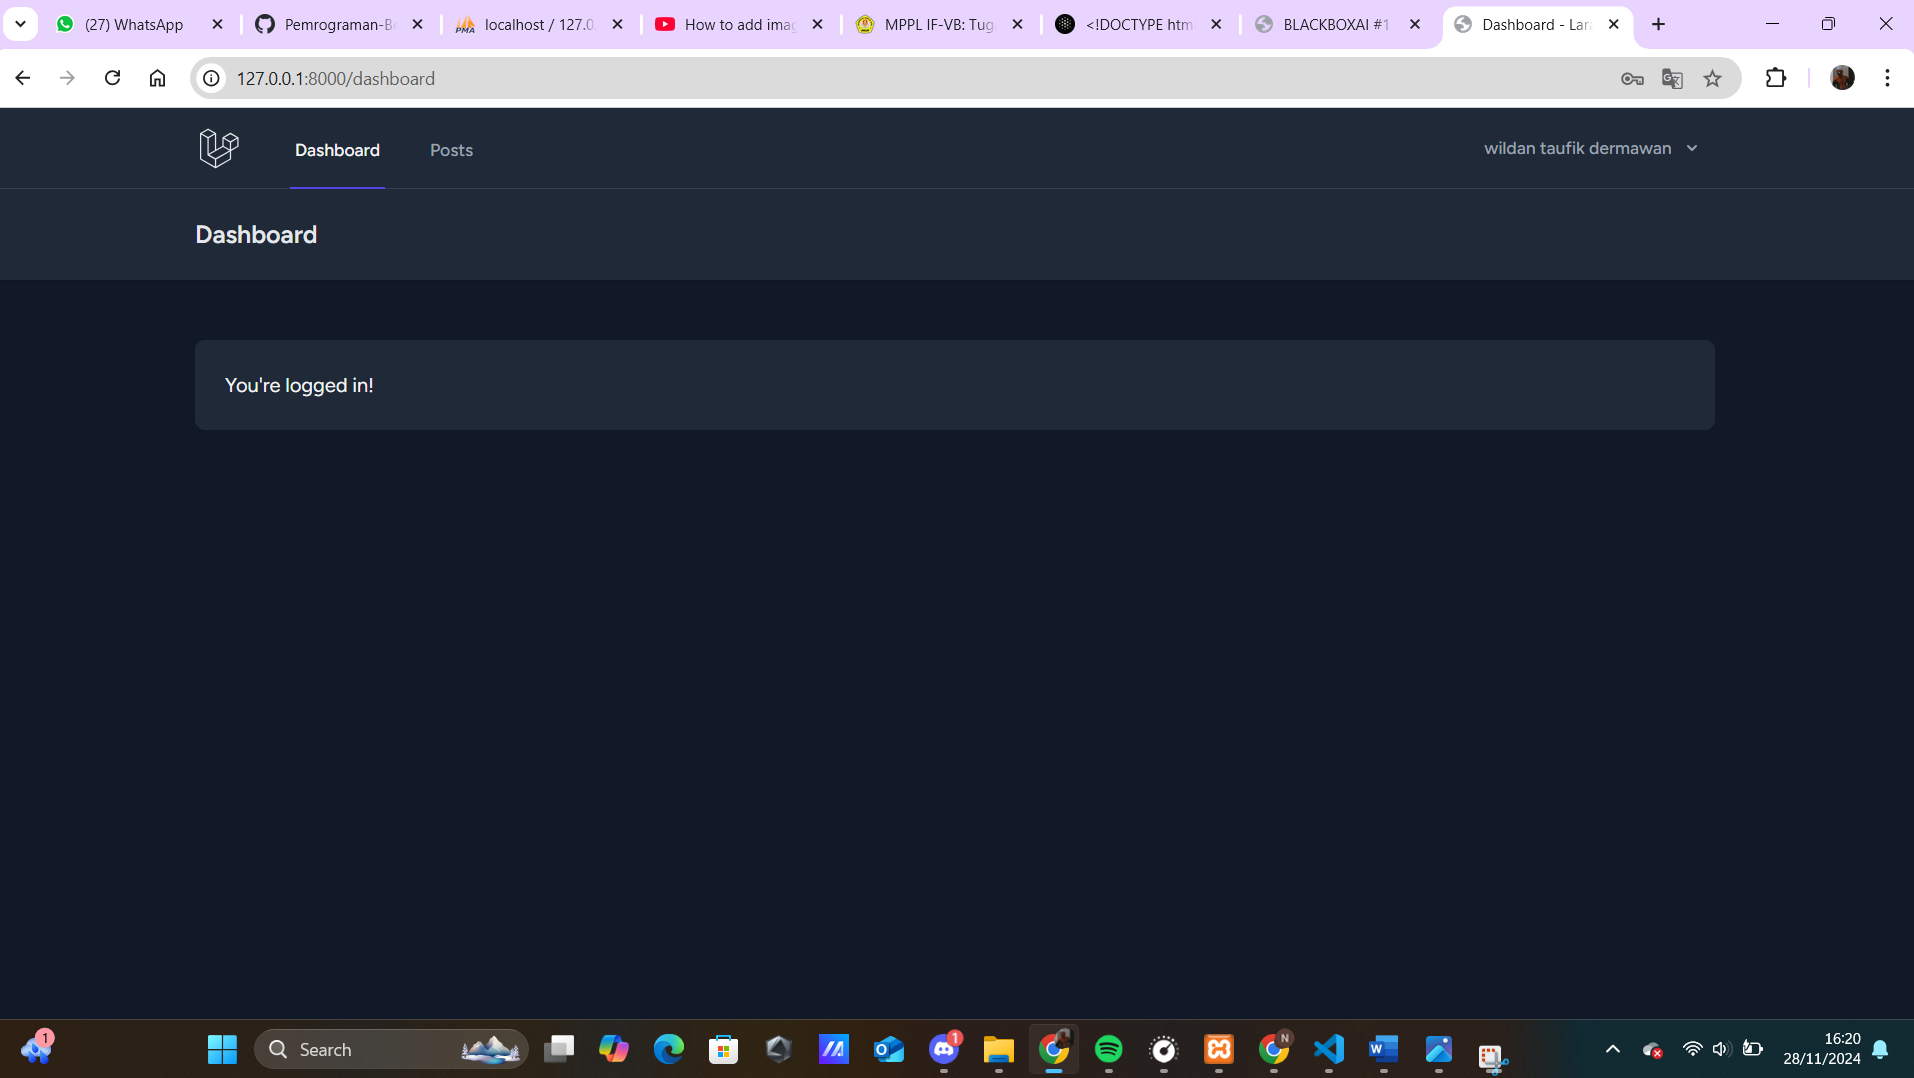 (27) WhatsApp
Pemrograman-Be
localhost / 127.0.
How to add imag
MPPL IF-VB: Tug
<!DOCTYPE htm
BLACKBOXAI #1
Dashboard - Lar
127.0.0.1:8000/dashboard
Dashboard
Posts
wildan taufik dermawan
Dashboard
You're logged in!
1
Search
1
N
16:20
28/11/2024